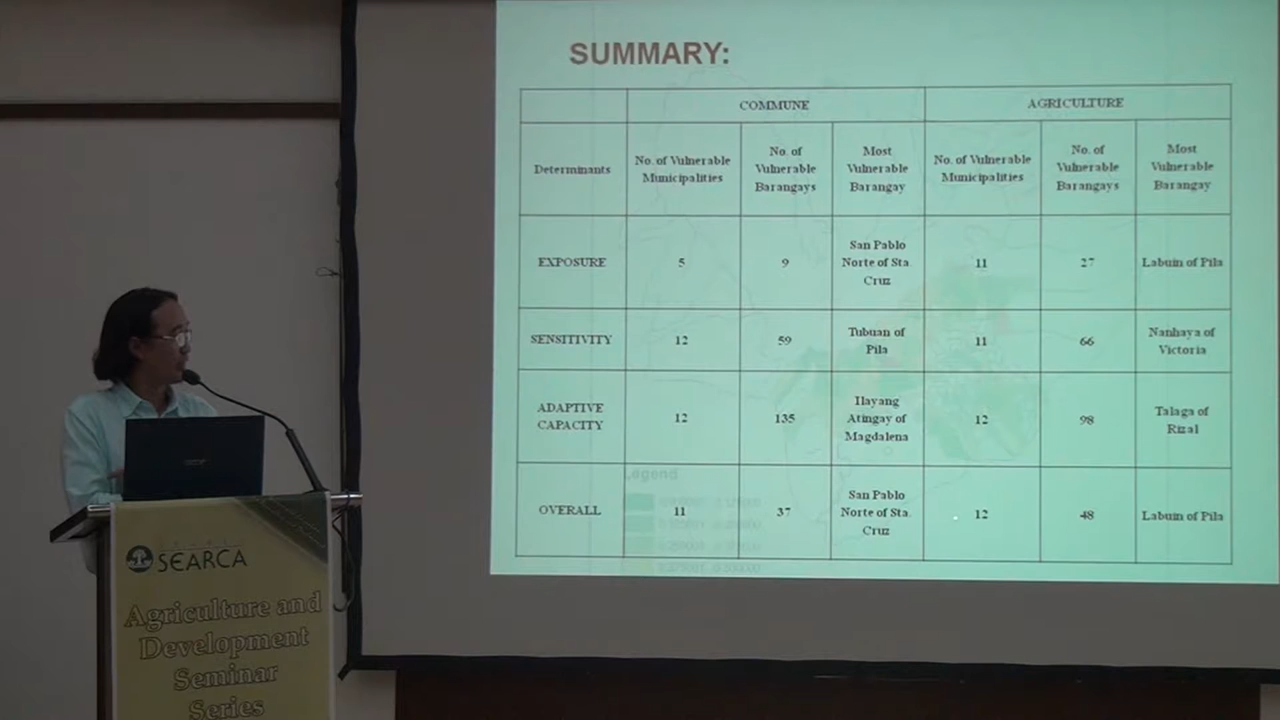 SUMMARY:
COMMUNE
AGRICULTURE
Determinants
No. of Vulnerable
Municipalities
No. of
Vulnerable
Barangays
Most
Vulnerable
Barangay
No. of Vulnerable
Municipalities
No. of
Vulnerable
Barangays
Most
Vulnerable
Barangay
EXPOSURE
5
9
San Pablo
Norte of Sta.
Cruz
11
27
Labuin of Pila
SENSITIVITY
12
59
Tubuan of
Pila
11
66
Nanhaya of
Victoria
ADAPTIVE
CAPACITY
12
135
Ilayang
Atingay of
Magdalena
12
98
Talaga of
Rizal
OVERALL
11
37
San Pablo
Norte of Sta.
Cruz
12
48
Labuin of Pila
Legend
SEARCA
Agriculture and
Development
Seminar
Series